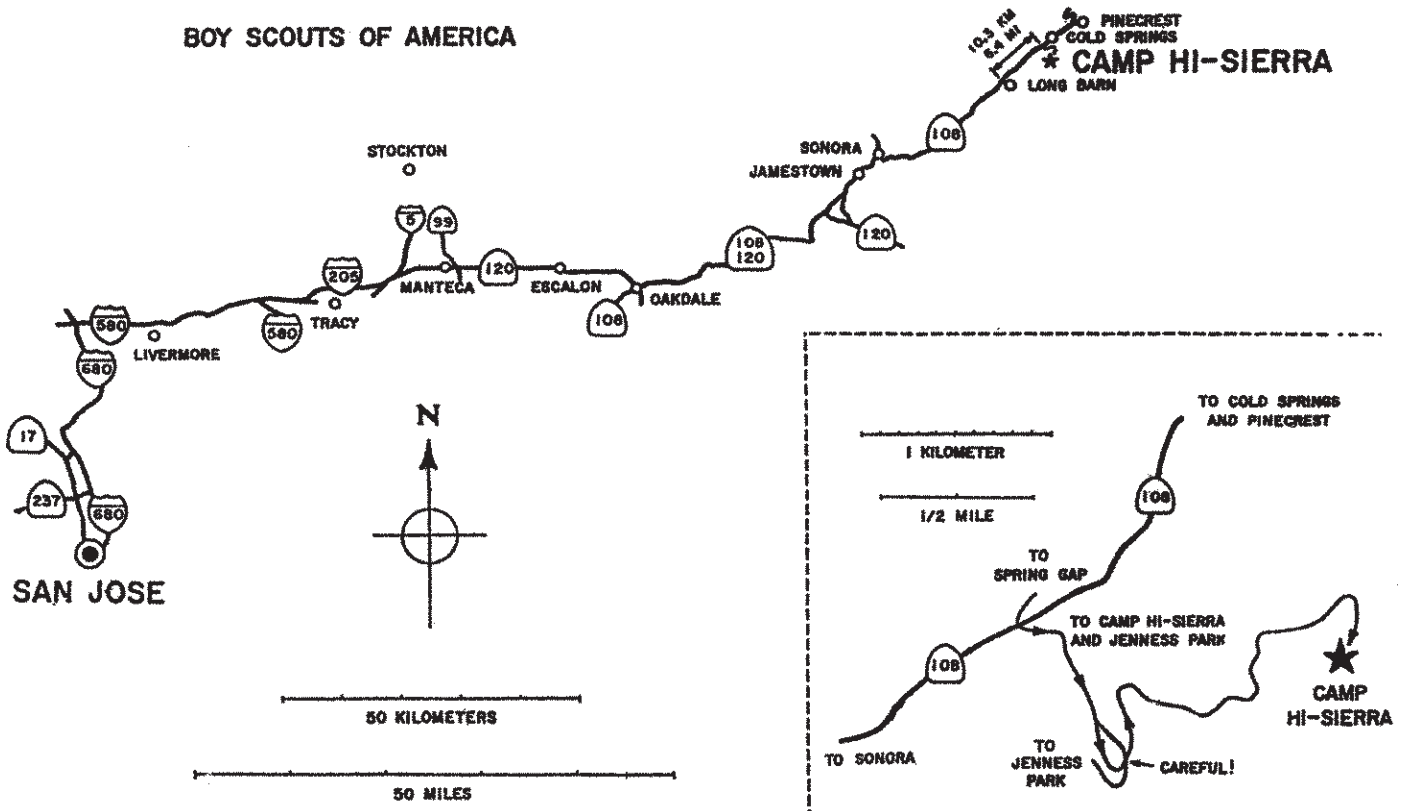 BOY SCOUTS OF AMERICA
10.3 KM
6.4 MI
PINECREST
COLD SPRINGS
* CAMP HI-SIERRA
LONG BARN
108
SONORA
JAMESTOWN
STOCKTON
5
99
120
108
120
205
MANTECA
120
ESCALON
OAKDALE
108
580
TRACY
580
LIVERMORE
680
17
237
680
SAN JOSE
N
50 KILOMETERS
50 MILES
TO COLD SPRINGS
AND PINECREST
1 KILOMETER
108
1/2 MILE
TO
SPRING GAP
TO CAMP HI-SIERRA
AND JENNESS PARK
108
CAMP
HI-SIERRA
TO SONORA
TO
JENNESS
PARK
CAREFUL!